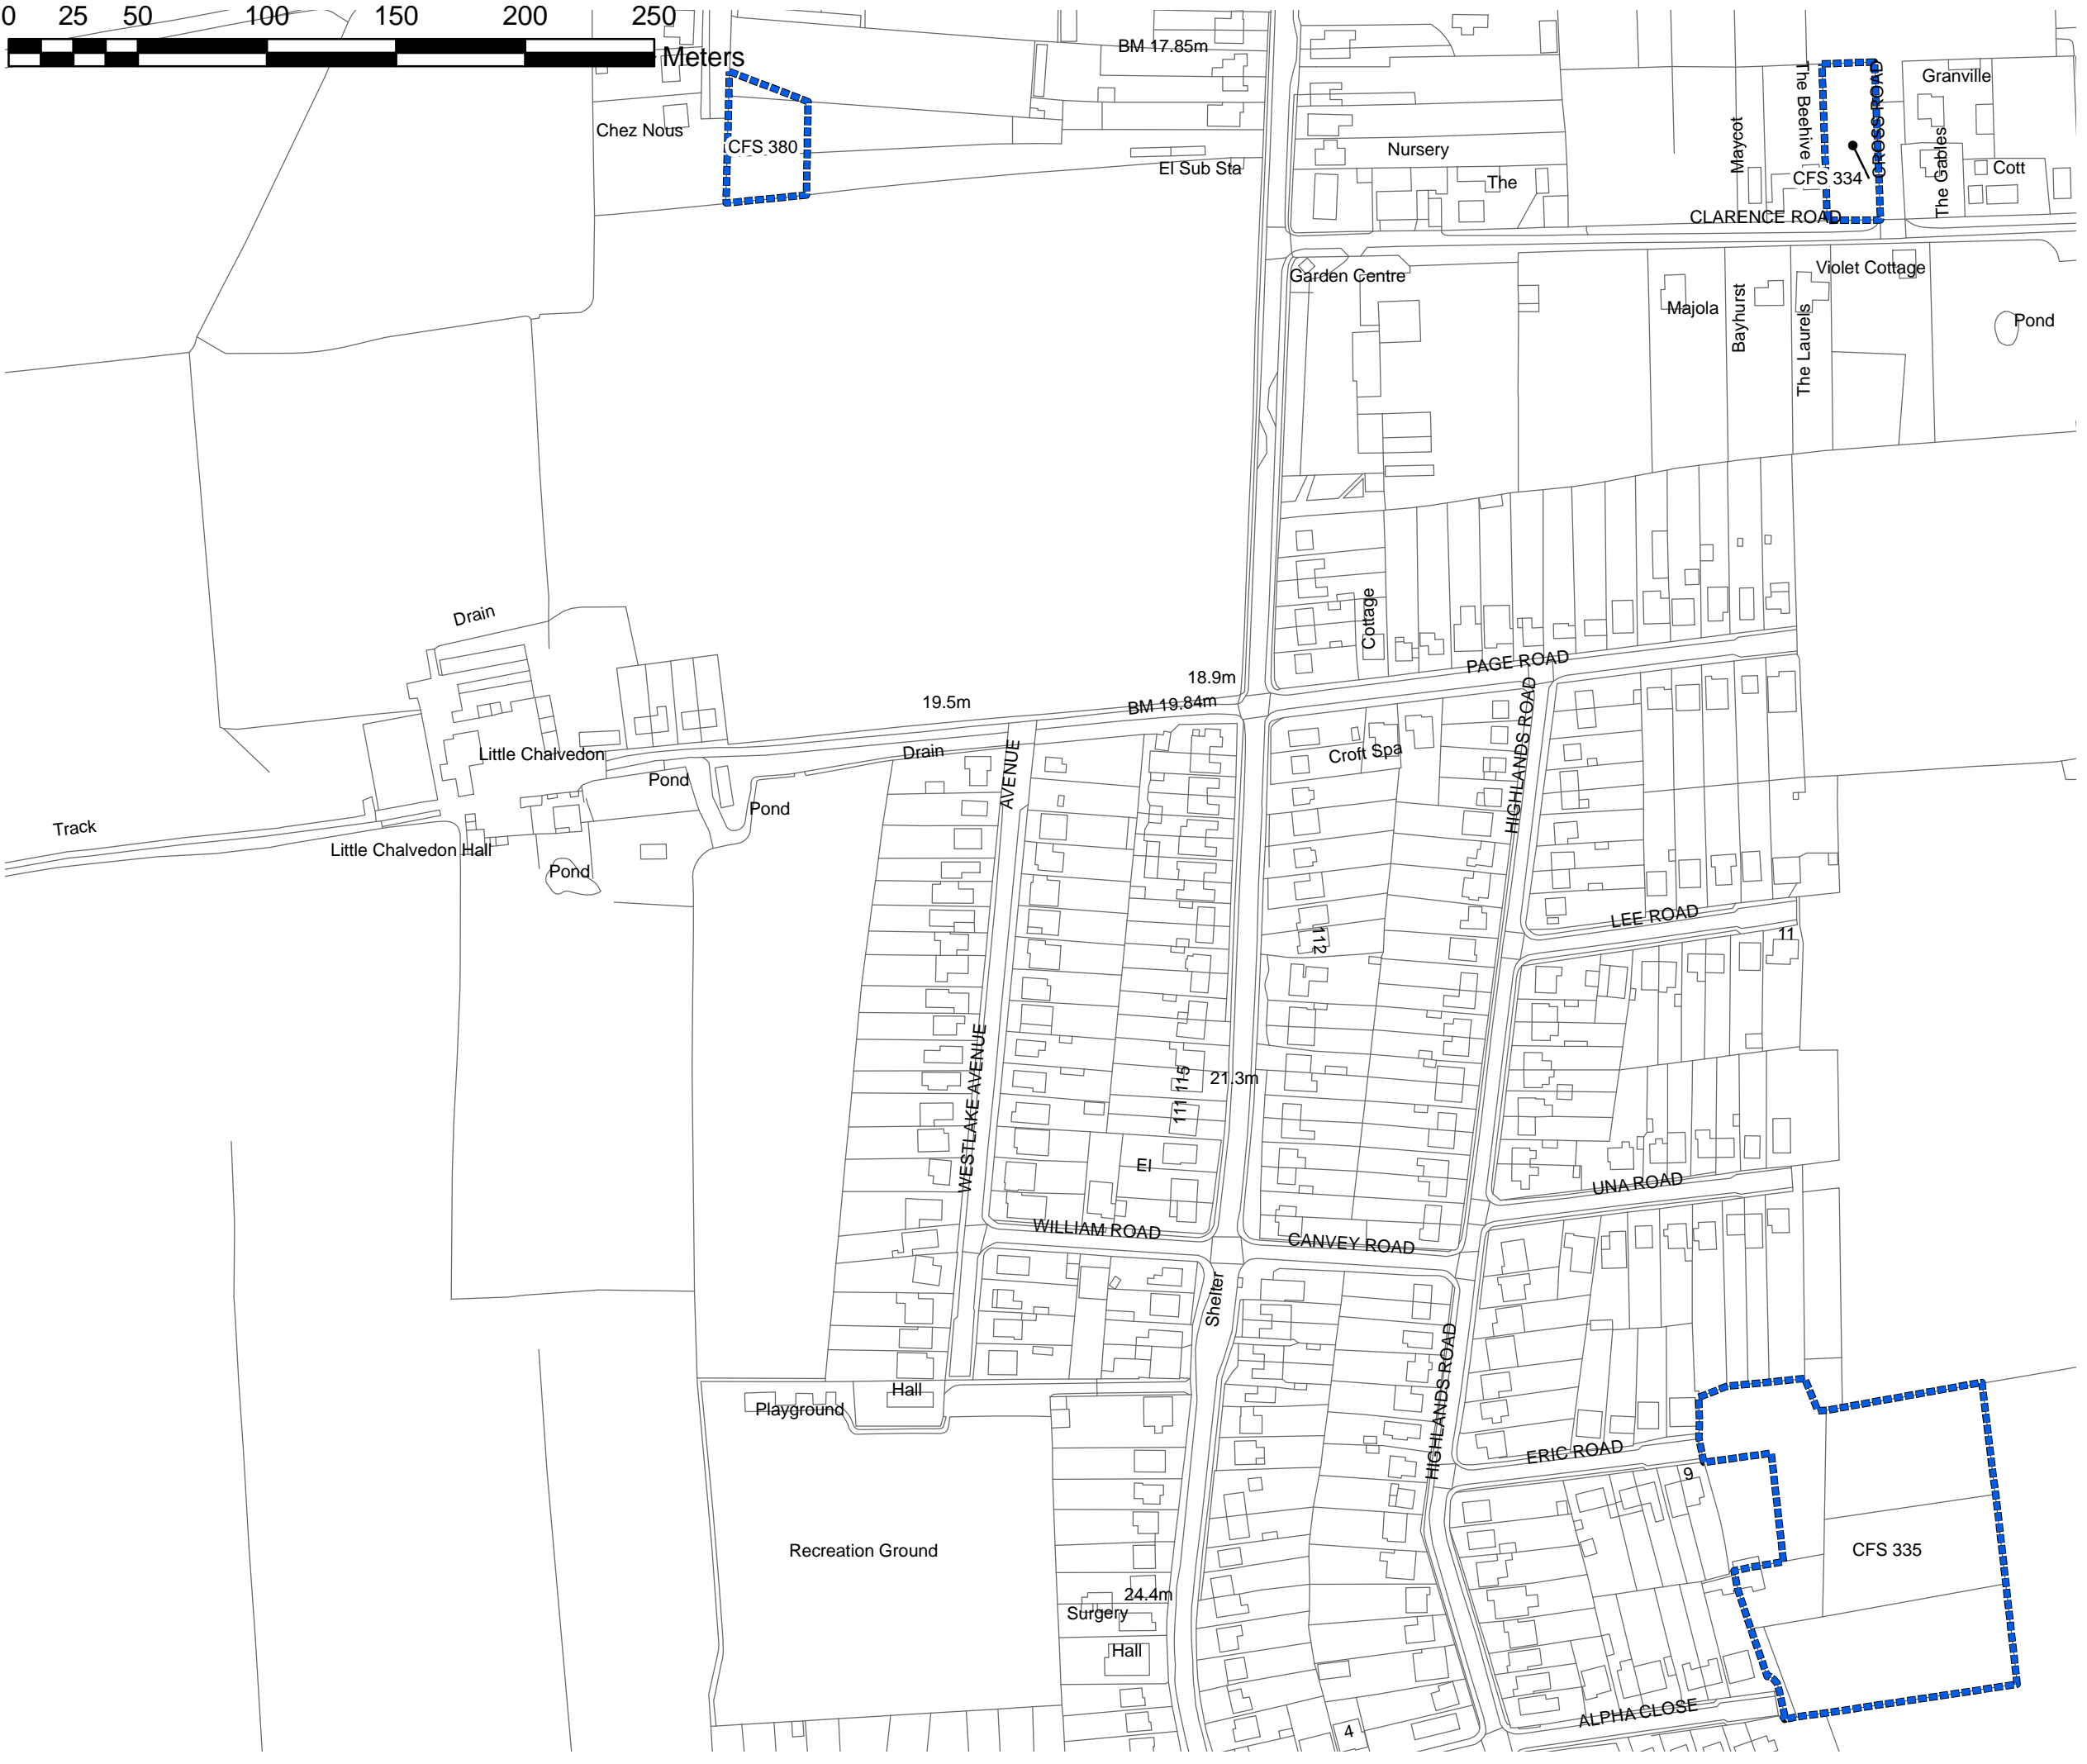 0 25 50 100 150 200 250
Meters
BM 17.85m
Chez Nous
CFS 380
El Sub Sta
Nursery
The
Maycot
The Beehive
CROSS ROAD
CFS 334
Granville
The Gables
Cott
CLARENCE ROAD
Garden Centre
Violet Cottage
Majola
Bayhurst
The Laurels
Pond
Drain
Cottage
PAGE ROAD
18.9m
19.5m
BM 19.84m
HIGHLANDS ROAD
Little Chalvedon
Drain
AVENUE
Croft Spa
Pond
Pond
Track
Little Chalvedon Hall
Pond
LEE ROAD
112
11
WESTLAKE AVENUE
111 115
21.3m
El
UNA ROAD
WILLIAM ROAD
CANVEY ROAD
Shelter
HIGHLANDS ROAD
Hall
Playground
ERIC ROAD
9
Recreation Ground
CFS 335
24.4m
Surgery
Hall
ALPHA CLOSE
4